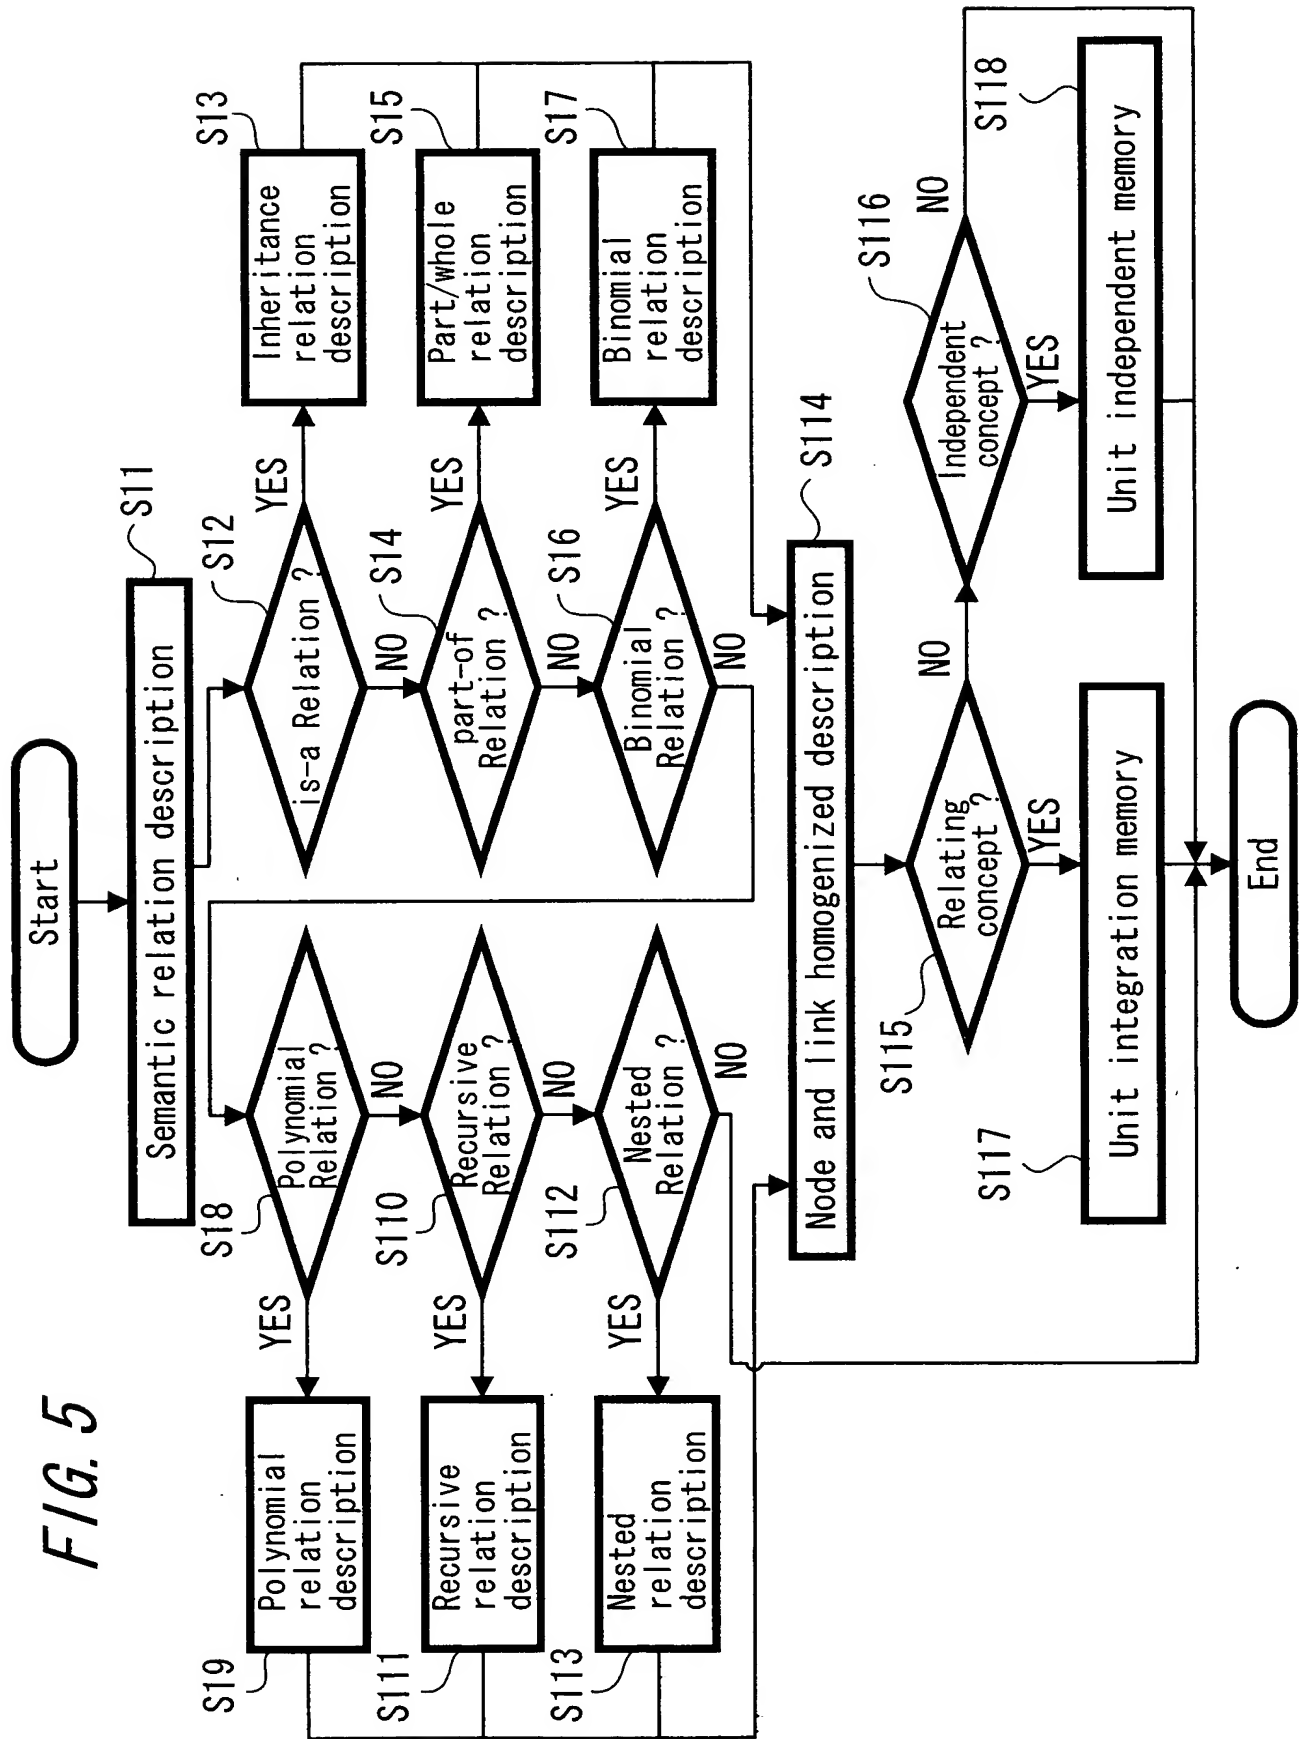 FIG. 5
Start
Semantic relation description
S11
is-a Relation ?
S12
YES
NO
Inheritance
relation
description
S13
part-of
Relation ?
S14
YES
NO
Part/whole
relation
description
S15
Binomial
Relation ?
S16
YES
NO
Binomial
relation
description
S17
Polynomial
Relation ?
S18
YES
NO
Polynomial
relation
description
S19
Recursive
Relation ?
S110
YES
NO
Recursive
relation
description
S111
Nested
Relation ?
S112
YES
NO
Nested
relation
description
S113
Node and link homogenized description
S114
Relating
concept ?
S115
NO
YES
Independent
concept ?
S116
NO
YES
Unit integration memory
S117
Unit independent memory
S118
End